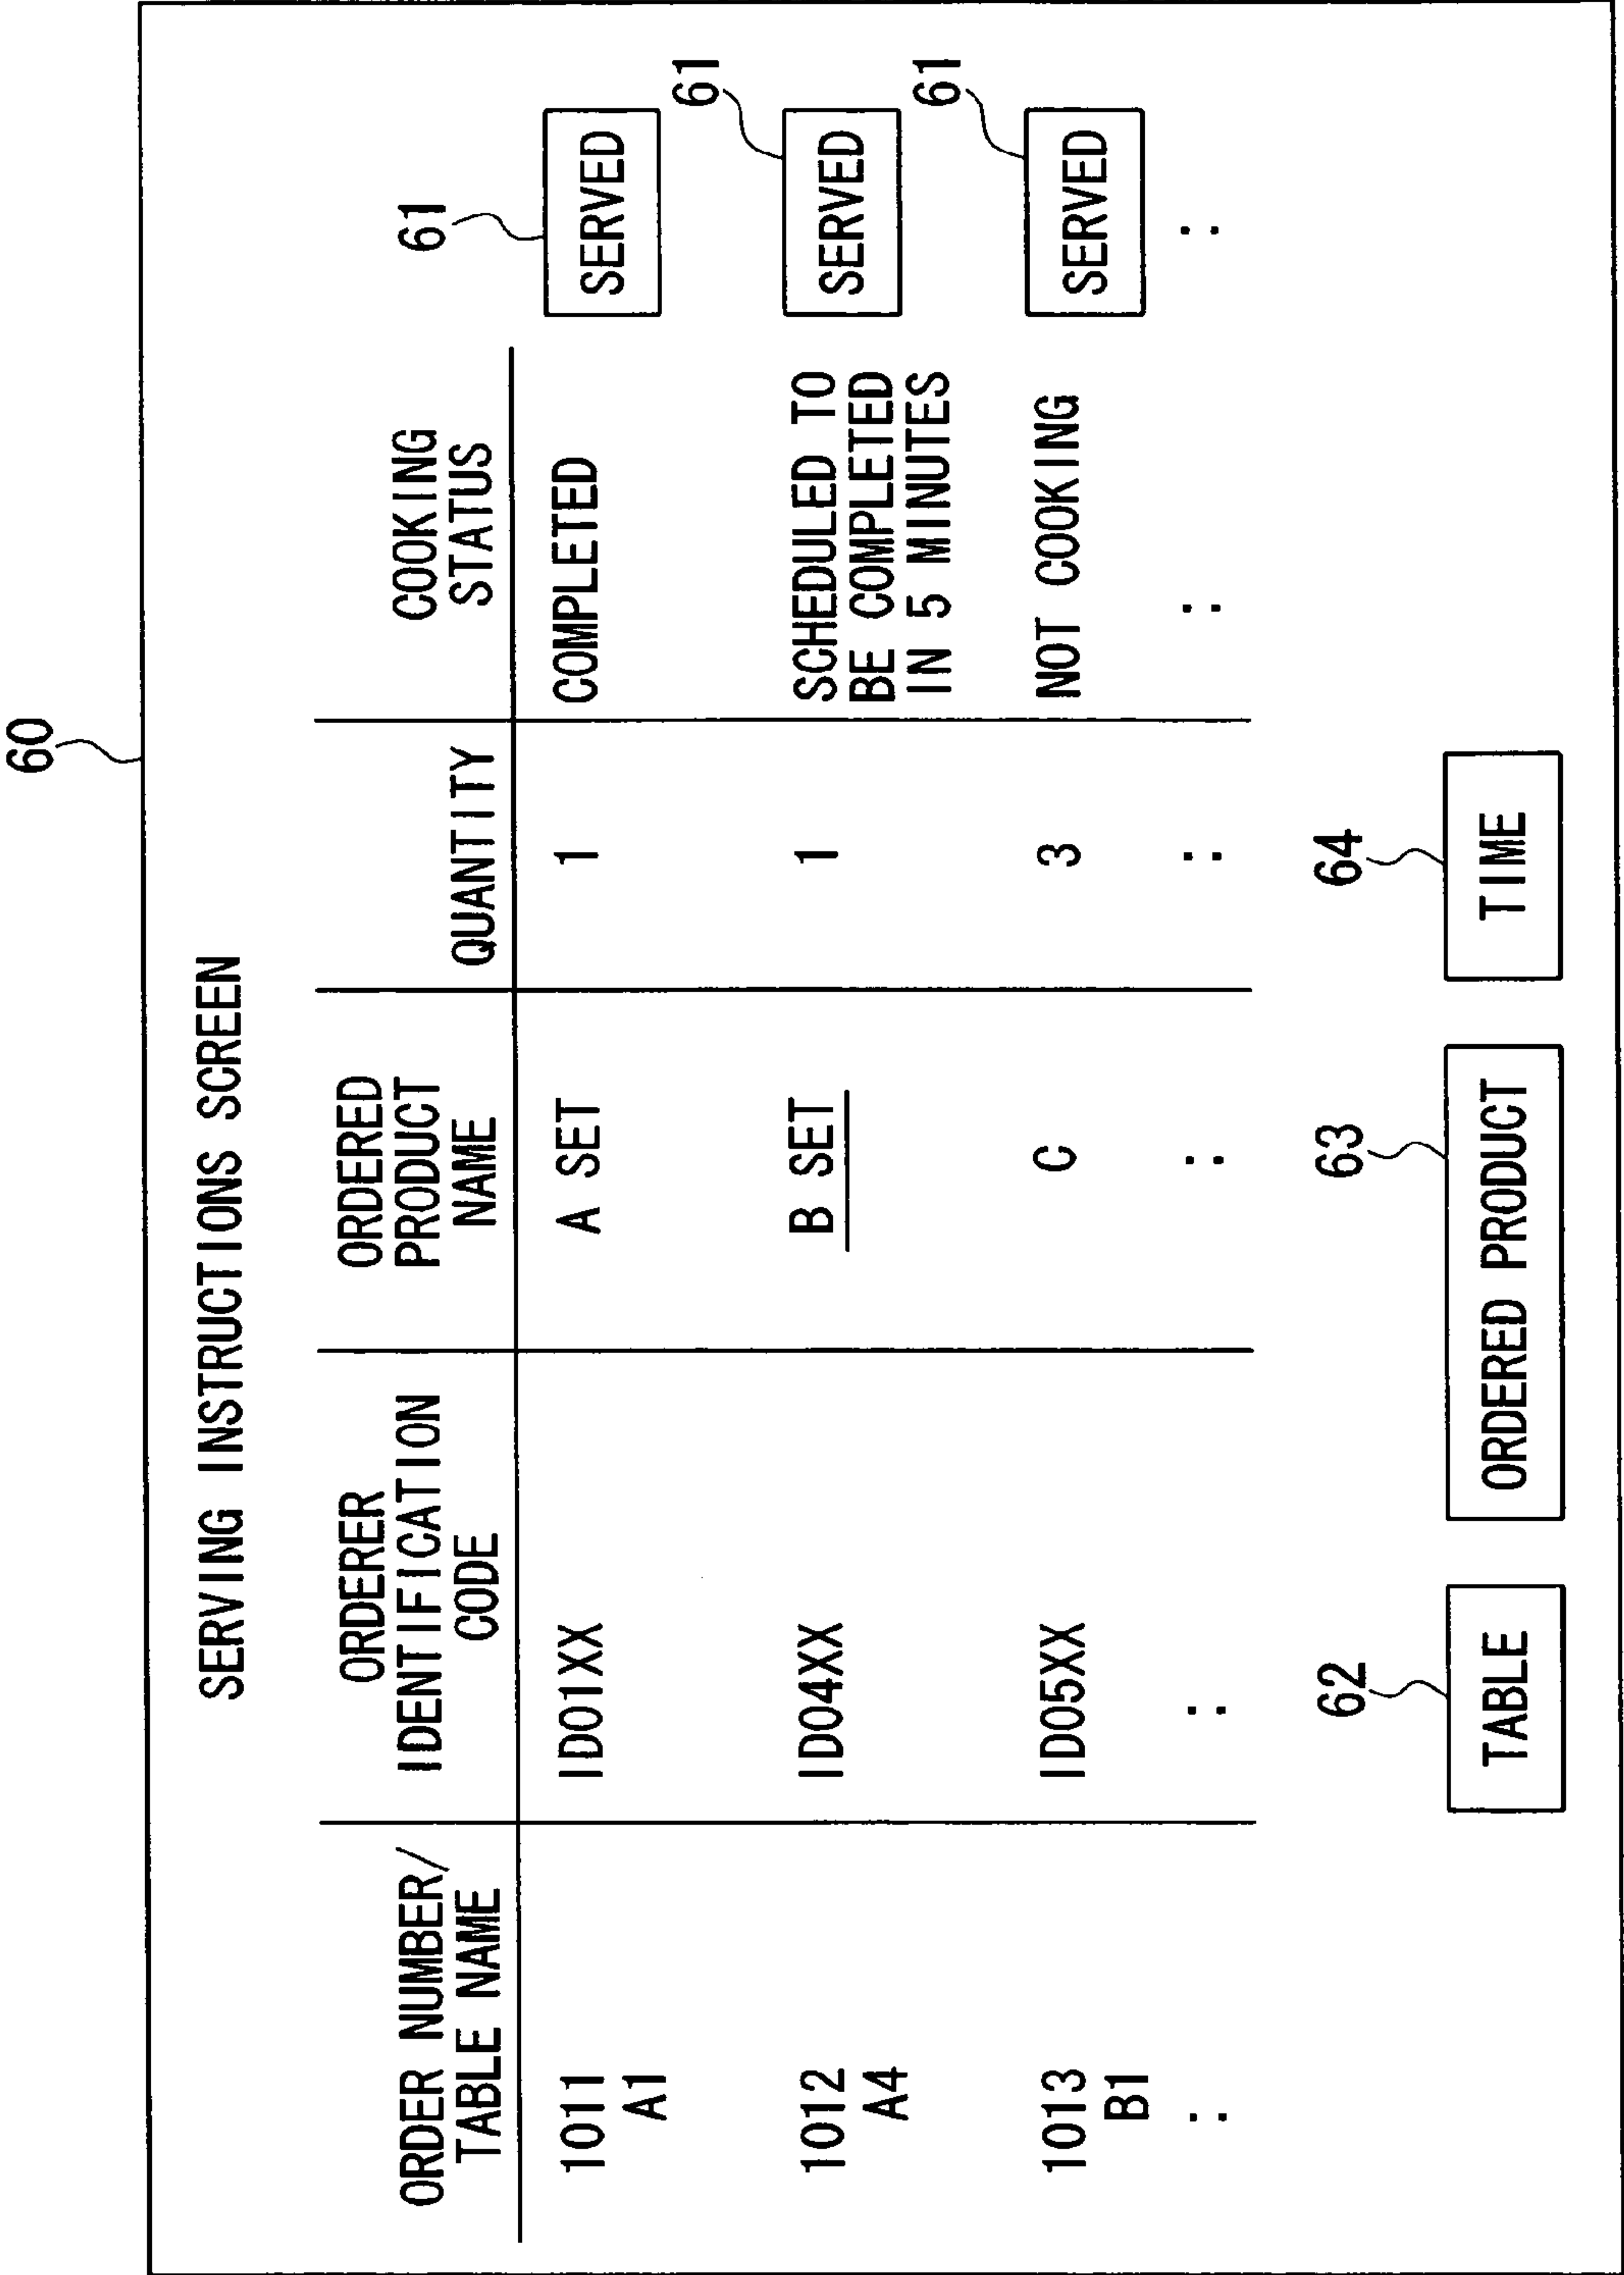 60
SERVING INSTRUCTIONS SCREEN
ORDER NUMBER/
TABLE NAME
ORDERER
IDENTIFICATION
CODE
ORDERED
PRODUCT
NAME
QUANTITY
COOKING
STATUS
61
1011
A1
ID01XX
A SET
1
COMPLETED
SERVED
61
1012
A4
ID04XX
B SET
1
SCHEDULED TO
BE COMPLETED
IN 5 MINUTES
SERVED
61
1013
B1
ID05XX
C
3
NOT COOKING
SERVED
:
:
:
:
:
:
62
63
64
TABLE
ORDERED PRODUCT
TIME